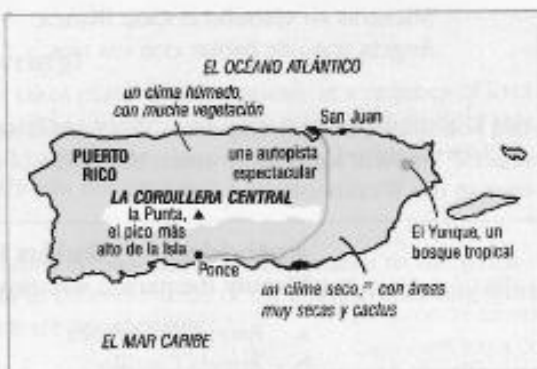 EL OCÉANO ATLÁNTICO
un clima húmedo,
con mucha vegetación
San Juan
PUERTO
RICO
una autopista
espectacular
LA CORDILLERA CENTRAL
la Punta,
el pico más
alto de la Isla
El Yunque, un
bosque tropical
Ponce
un clima seco, con áreas
muy secas y cactus
EL MAR CARIBE